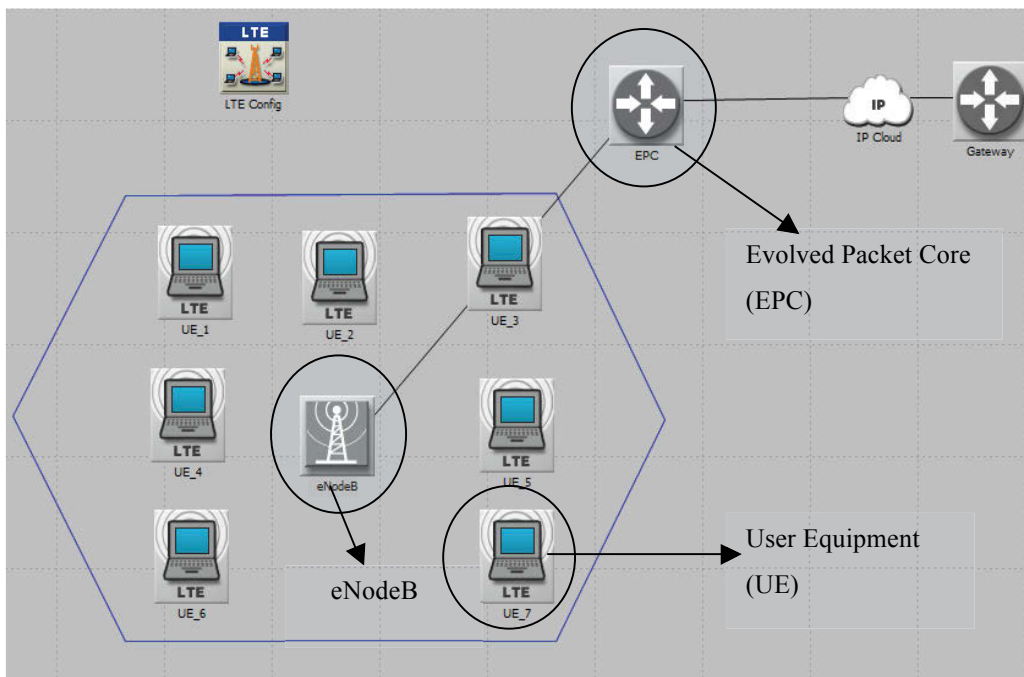 LTE
LTE Config
EPC
IP
IP Cloud
Gateway
Evolved Packet Core
(EPC)
LTE
UE_1
LTE
UE_2
LTE
UE_3
LTE
UE_4
eNodeB
LTE
UE_5
LTE
UE_6
eNodeB
LTE
UE_7
User Equipment
(UE)